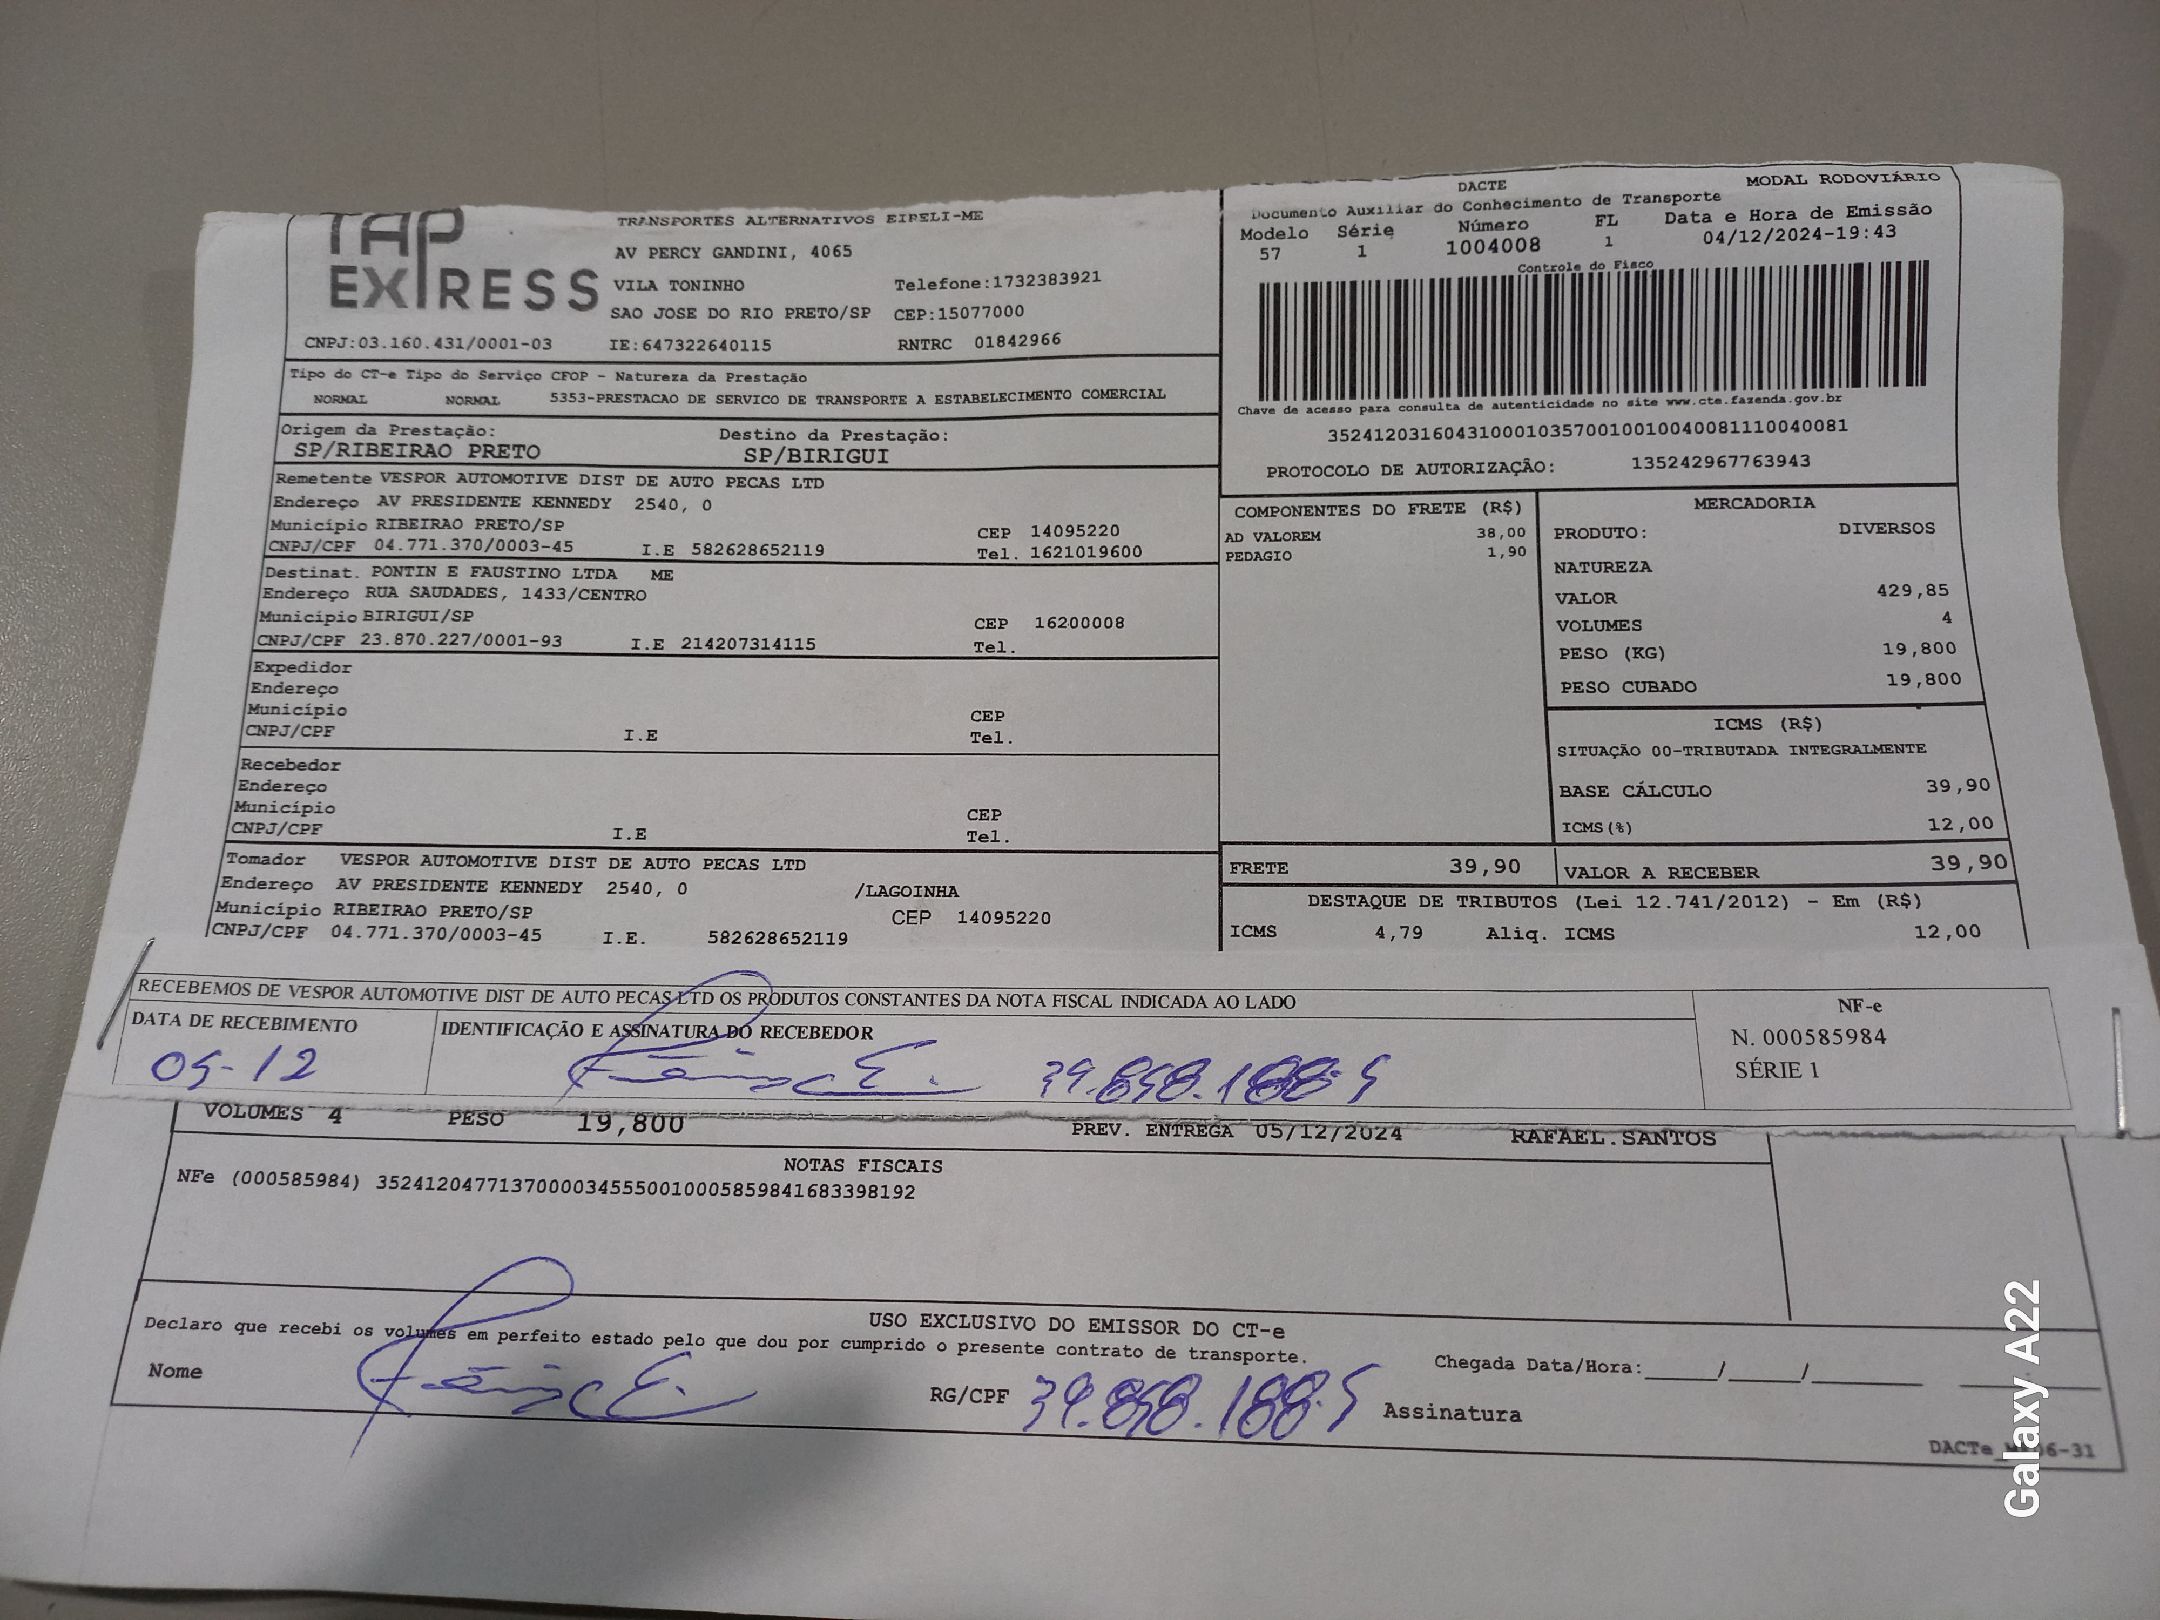 TAP
EXPRESS
TRANSPORTES ALTERNATIVOS EIRELI-ME
AV PERCY GANDINI, 4065
VILA TONINHO Telefone:1732383921
SAO JOSE DO RIO PRETO/SP CEP:15077000
CNPJ:03.160.431/0001-03 IE:647322640115 RNTRC 01842966
Tipo do CT-e Tipo do Serviço CFOP - Natureza da Prestação
NORMAL NORMAL 5353-PRESTACAO DE SERVICO DE TRANSPORTE A ESTABELECIMENTO COMERCIAL
Origem da Prestação: Destino da Prestação:
SP/RIBEIRAO PRETO SP/BIRIGUI
Remetente VESPOR AUTOMOTIVE DIST DE AUTO PECAS LTD
Endereço AV PRESIDENTE KENNEDY 2540, 0
Município RIBEIRAO PRETO/SP CEP 14095220
CNPJ/CPF 04.771.370/0003-45 I.E 582628652119 Tel. 1621019600
Destinat. PONTIN E FAUSTINO LTDA ME
Endereço RUA SAUDADES, 1433/CENTRO
Município BIRIGUI/SP CEP 16200008
CNPJ/CPF 23.870.227/0001-93 I.E 214207314115 Tel.
Expedidor
Endereço
Município CEP
CNPJ/CPF I.E Tel.
Recebedor
Endereço
Município CEP
CNPJ/CPF I.E Tel.
Tomador VESPOR AUTOMOTIVE DIST DE AUTO PECAS LTD
Endereço AV PRESIDENTE KENNEDY 2540, 0 /LAGOINHA
Município RIBEIRAO PRETO/SP CEP 14095220
CNPJ/CPF 04.771.370/0003-45 I.E. 582628652119
DACTE MODAL RODOVIÁRIO
Documento Auxiliar do Conhecimento de Transporte
Modelo Série Número FL Data e Hora de Emissão
57 1 1004008 1 04/12/2024-19:43
Controle do Fisco
Chave de acesso para consulta de autenticidade no site www.cte.fazenda.gov.br
35241203160431000103570010010040081110040081
PROTOCOLO DE AUTORIZAÇÃO: 135242967763943
COMPONENTES DO FRETE (R$)
AD VALOREM 38,00
PEDAGIO 1,90
MERCADORIA
PRODUTO: DIVERSOS
NATUREZA
VALOR 429,85
VOLUMES 4
PESO (KG) 19,800
PESO CUBADO 19,800
ICMS (R$)
SITUAÇÃO 00-TRIBUTADA INTEGRALMENTE
BASE CÁLCULO 39,90
ICMS(%) 12,00
FRETE 39,90 VALOR A RECEBER 39,90
DESTAQUE DE TRIBUTOS (Lei 12.741/2012) - Em (R$)
ICMS 4,79 Aliq. ICMS 12,00
RECEBEMOS DE VESPOR AUTOMOTIVE DIST DE AUTO PECAS LTD OS PRODUTOS CONSTANTES DA NOTA FISCAL INDICADA AO LADO
DATA DE RECEBIMENTO IDENTIFICAÇÃO E ASSINATURA DO RECEBEDOR
05-12
NF-e
N. 000585984
SÉRIE 1
VOLUMES 4 PESO 19,800 PREV. ENTREGA 05/12/2024 RAFAEL.SANTOS
NOTAS FISCAIS
NFe (000585984) 35241204771370000345550010005859841683398192
USO EXCLUSIVO DO EMISSOR DO CT-e
Declaro que recebi os volumes em perfeito estado pelo que dou por cumprido o presente contrato de transporte.
Nome RG/CPF Assinatura
Chegada Data/Hora:_____/_____/_____
Galaxy A22